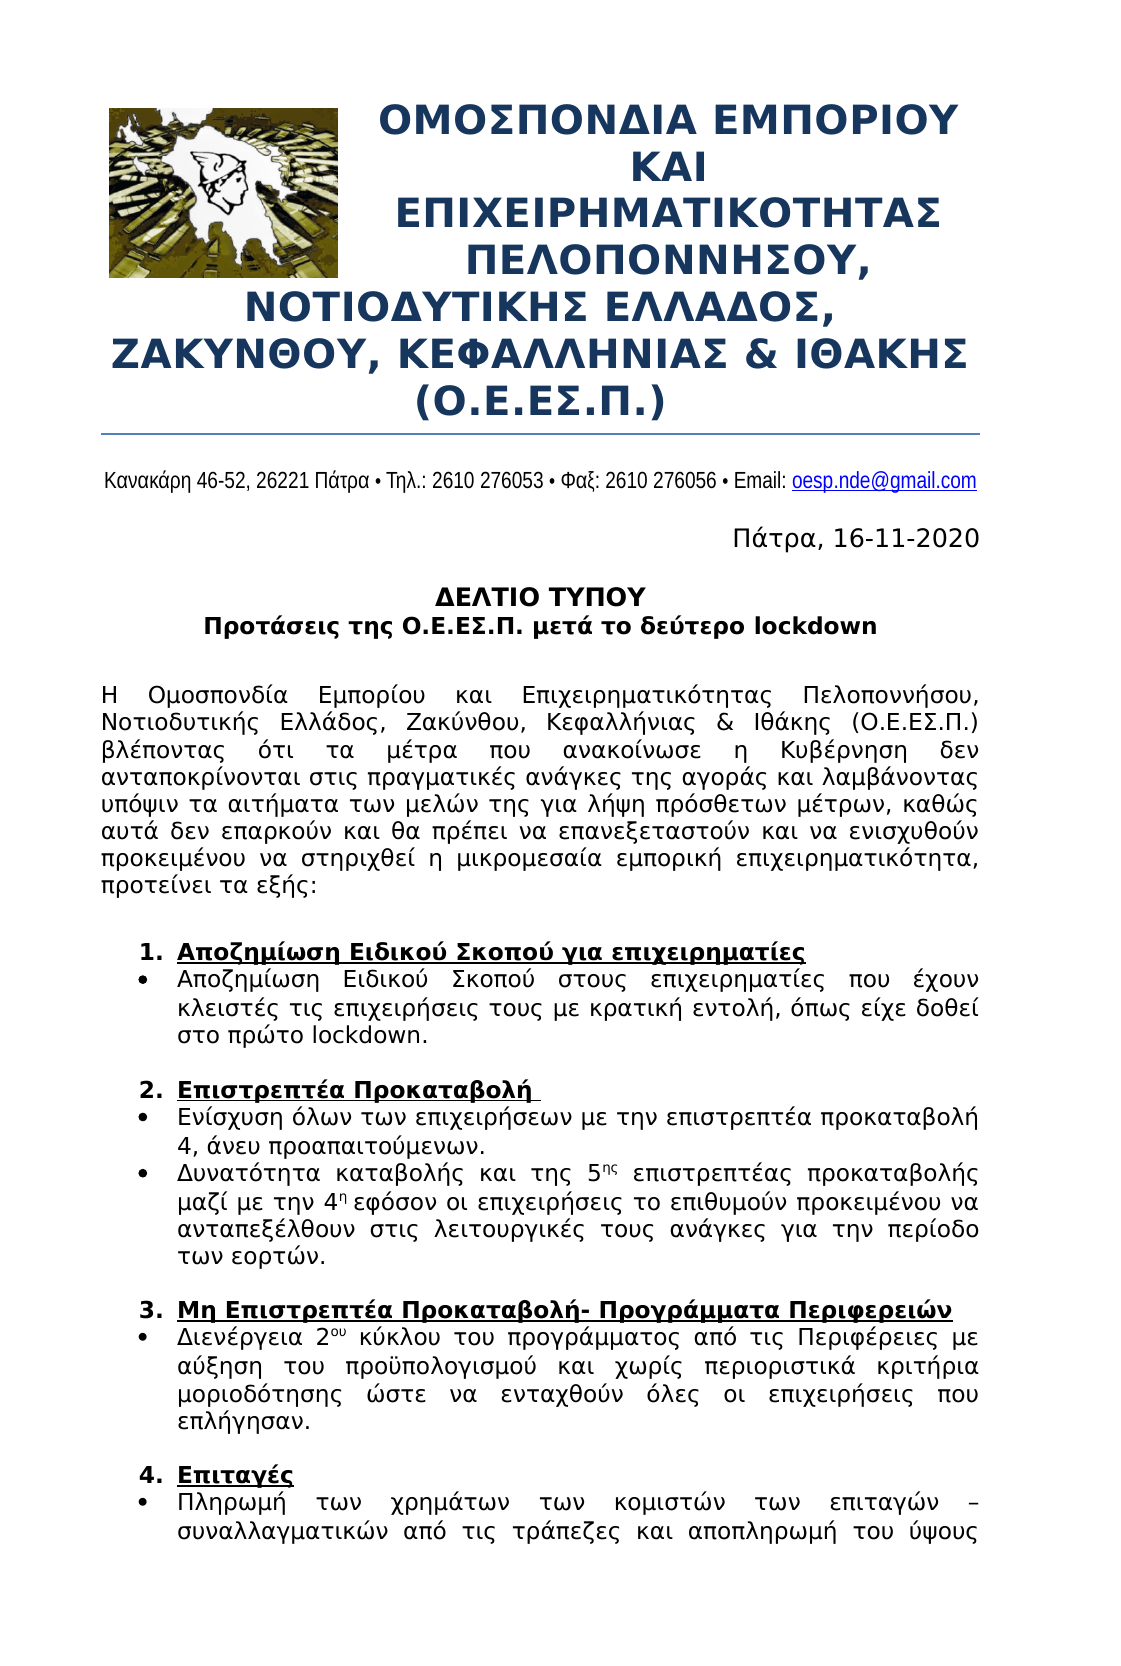 ΟΜΟΣΠΟΝΔΙΑ ΕΜΠΟΡΙΟΥ
ΚΑΙ
ΕΠΙΧΕΙΡΗΜΑΤΙΚΟΤΗΤΑΣ
ΠΕΛΟΠΟΝΝΗΣΟΥ,
ΝΟΤΙΟΔΥΤΙΚΗΣ ΕΛΛΑΔΟΣ,
ΖΑΚΥΝΘΟΥ, ΚΕΦΑΛΛΗΝΙΑΣ & ΙΘΑΚΗΣ
(Ο.Ε.ΕΣ.Π.)
Κανακάρη 46-52, 26221 Πάτρα • Τηλ.: 2610 276053 • Φαξ: 2610 276056 • Email: oesp.nde@gmail.com
Πάτρα, 16-11-2020
ΔΕΛΤΙΟ ΤΥΠΟΥ
Προτάσεις της Ο.Ε.ΕΣ.Π. μετά το δεύτερο lockdown
Η Ομοσπονδία Εμπορίου και Επιχειρηματικότητας Πελοποννήσου,
Νοτιοδυτικής Ελλάδος, Ζακύνθου, Κεφαλλήνιας & Ιθάκης (Ο.Ε.ΕΣ.Π.)
βλέποντας ότι τα μέτρα που ανακοίνωσε η Κυβέρνηση δεν
ανταποκρίνονται στις πραγματικές ανάγκες της αγοράς και λαμβάνοντας
υπόψιν τα αιτήματα των μελών της για λήψη πρόσθετων μέτρων, καθώς
αυτά δεν επαρκούν και θα πρέπει να επανεξεταστούν και να ενισχυθούν
προκειμένου να στηριχθεί η μικρομεσαία εμπορική επιχειρηματικότητα,
προτείνει τα εξής:
1. Αποζημίωση Ειδικού Σκοπού για επιχειρηματίες
• Αποζημίωση Ειδικού Σκοπού στους επιχειρηματίες που έχουν
κλειστές τις επιχειρήσεις τους με κρατική εντολή, όπως είχε δοθεί
στο πρώτο lockdown.
2. Επιστρεπτέα Προκαταβολή
• Ενίσχυση όλων των επιχειρήσεων με την επιστρεπτέα προκαταβολή
4, άνευ προαπαιτούμενων.
• Δυνατότητα καταβολής και της 5ης επιστρεπτέας προκαταβολής
μαζί με την 4η εφόσον οι επιχειρήσεις το επιθυμούν προκειμένου να
ανταπεξέλθουν στις λειτουργικές τους ανάγκες για την περίοδο
των εορτών.
3. Μη Επιστρεπτέα Προκαταβολή- Προγράμματα Περιφερειών
• Διενέργεια 2ου κύκλου του προγράμματος από τις Περιφέρειες με
αύξηση του προϋπολογισμού και χωρίς περιοριστικά κριτήρια
μοριοδότησης ώστε να ενταχθούν όλες οι επιχειρήσεις που
επλήγησαν.
4. Επιταγές
• Πληρωμή των χρημάτων των κομιστών των επιταγών –
συναλλαγματικών από τις τράπεζες και αποπληρωμή του ύψους